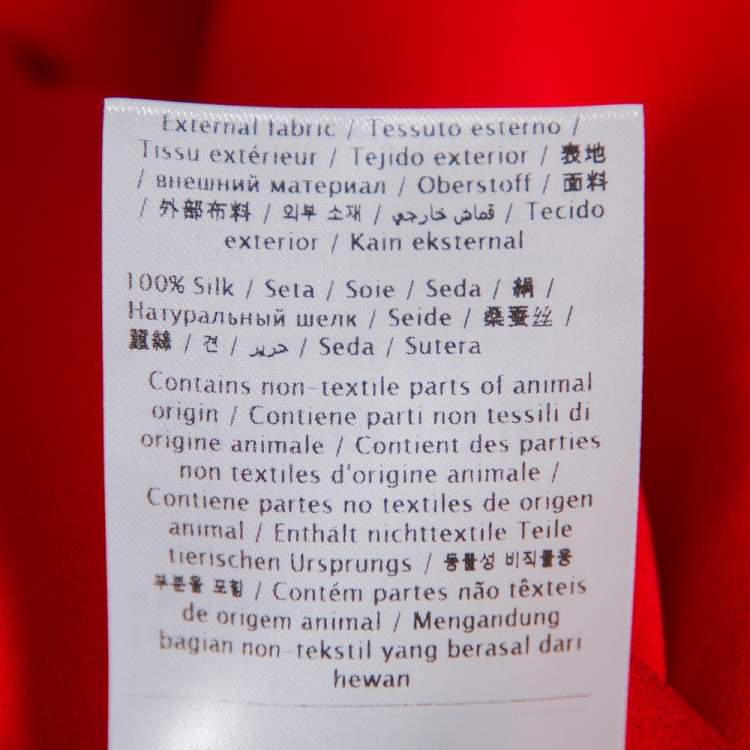 External fabric / Tessuto esterno /
Tissu extérieur / Tejido exterior / 表地
/ внешний материал / Oberstoff / 面料
/ 外部布料 / 외부 소재 / قماش خارجي / Tecido
exterior / Kain eksternal
100% Silk / Seta / Soie / Seda / 絹 /
Натуральный шелк / Seide / 桑蚕丝 /
蠶絲 / 견 / حرير / Seda / Sutera
Contains non-textile parts of animal
origin / Contiene parti non tessili di
origine animale / Contient des parties
non textiles d'origine animale /
Contiene partes no textiles de origen
animal / Enthält nichttextile Teile
tierischen Ursprungs / 동물성 비직물용
부분을 포함 / Contém partes não têxteis
de origem animal / Mengandung
bagian non-tekstil yang berasal dari
hewan